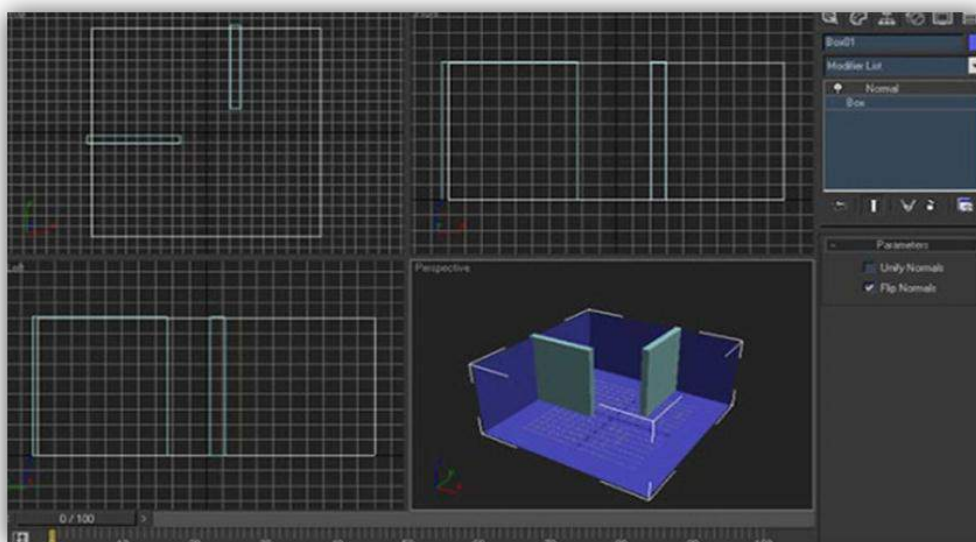 Box01
Modifier List
Normal
Box
Parameters
Unify Normals
Flip Normals
Left
Perspective
0 / 100